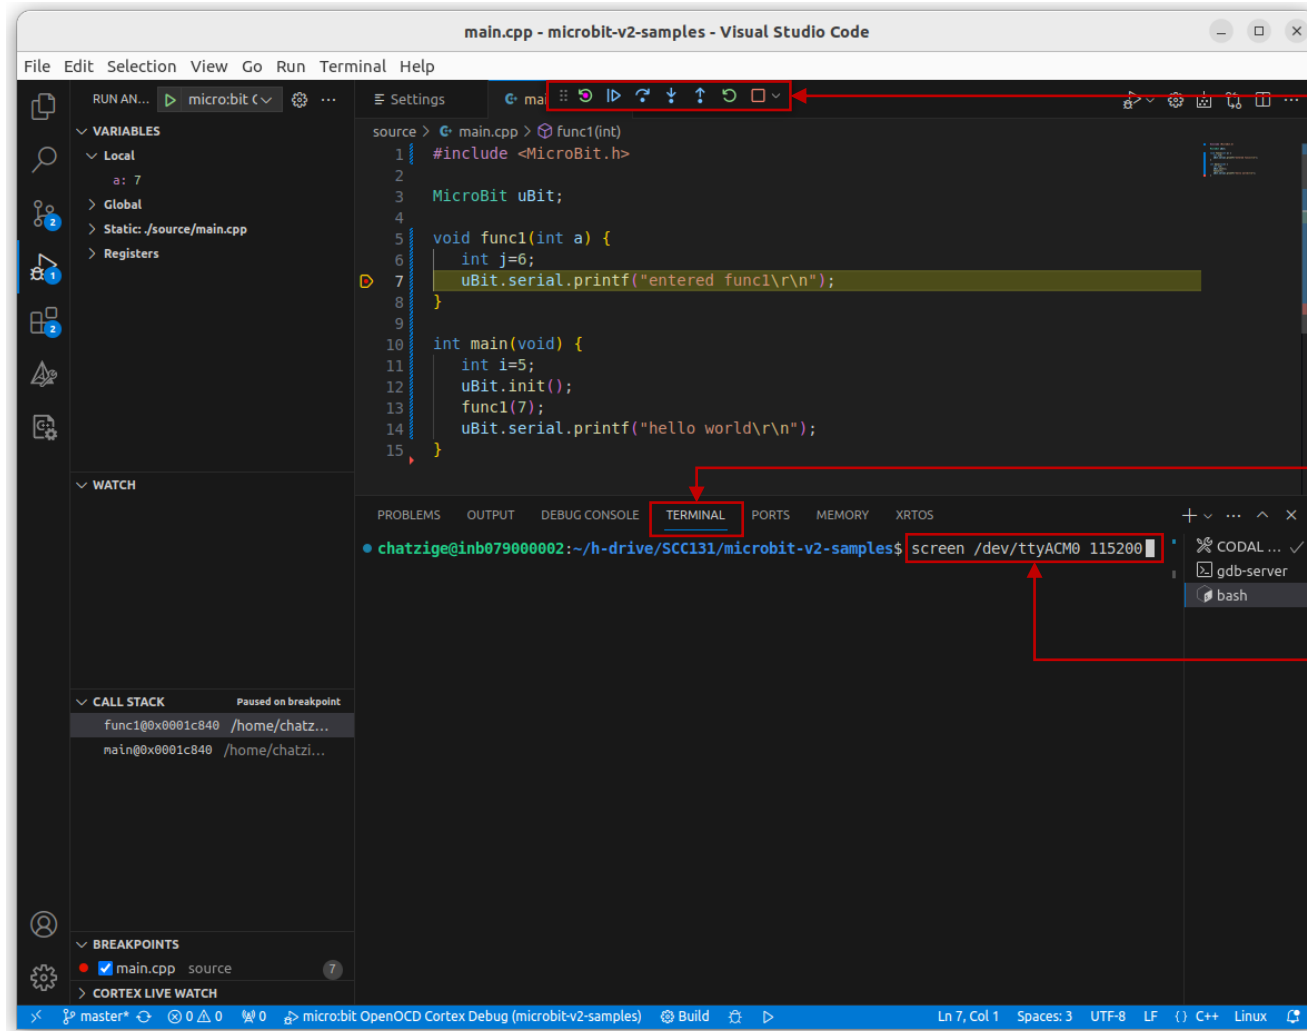 main.cpp - microbit-v2-samples - Visual Studio Code
File Edit Selection View Go Run Terminal Help
RUN AN... micro:bit ...
Settings
VARIABLES
Local
a: 7
Global
Static: ./source/main.cpp
Registers
source > main.cpp > func1(int)
1 #include <MicroBit.h>
2
3 MicroBit uBit;
4
5 void func1(int a) {
6 int j=6;
7 uBit.serial.printf("entered func1\r\n");
8 }
9
10 int main(void) {
11 int i=5;
12 uBit.init();
13 func1(7);
14 uBit.serial.printf("hello world\r\n");
15 }
2
1
2
WATCH
PROBLEMS OUTPUT DEBUG CONSOLE TERMINAL PORTS MEMORY XRTOS
chatzige@inb079000002:~/h-drive/SCC131/microbit-v2-samples$ screen /dev/ttyACM0 115200
CODAL ...
gdb-server
bash
CALL STACK Paused on breakpoint
func1@0x0001c840 /home/chatz...
main@0x0001c840 /home/chatzi...
BREAKPOINTS
main.cpp source 7
CORTEX LIVE WATCH
master* 0 0 0 micro:bit OpenOCD Cortex Debug (microbit-v2-samples) Build Ln 7, Col 1 Spaces: 3 UTF-8 LF {} C++ Linux